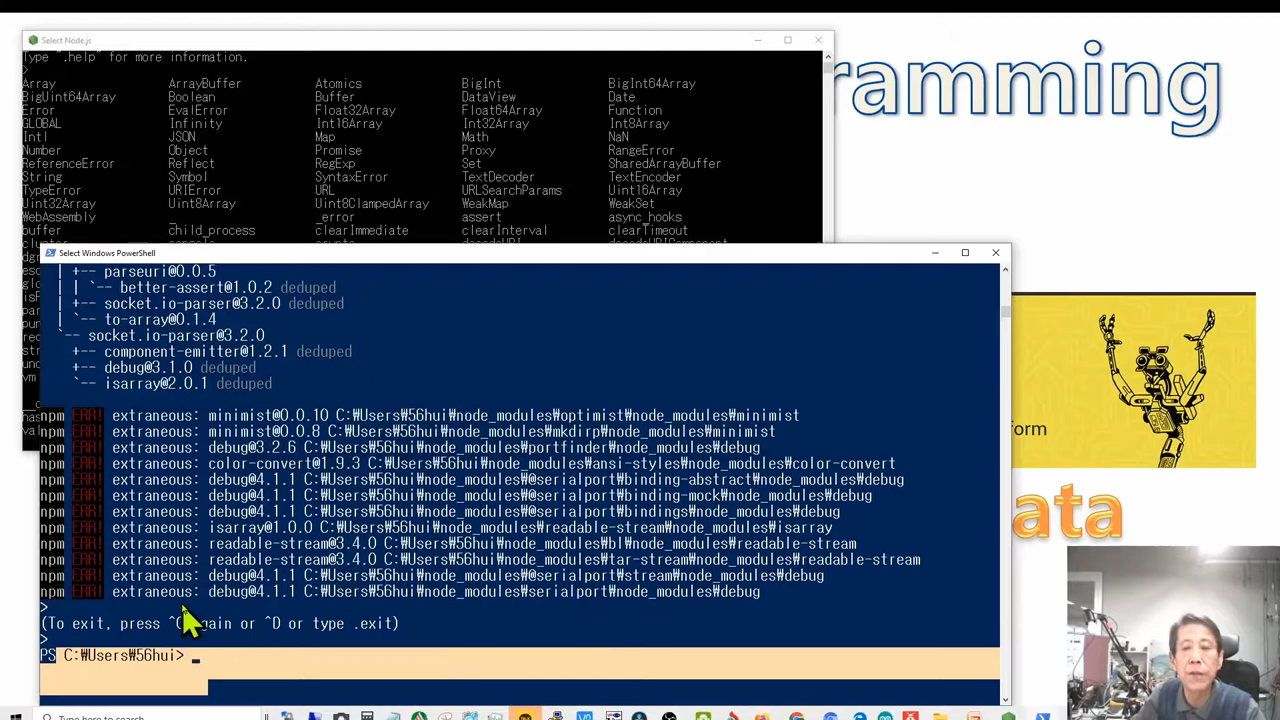 Select Node.js
Type ".help" for more information.
>
Array ArrayBuffer Atomics BigInt BigInt64Array
BigUint64Array Boolean Buffer DataView Date
Error EvalError Float32Array Float64Array Function
GLOBAL Infinity Int16Array Int32Array Int8Array
Intl JSON Map Math NaN
Number Object Promise Proxy RangeError
ReferenceError Reflect RegExp Set SharedArrayBuffer
String Symbol SyntaxError TextDecoder TextEncoder
TypeError URIError URL URLSearchParams Uint16Array
Uint32Array Uint8Array Uint8ClampedArray WeakMap WeakSet
WebAssembly _ _error assert async_hooks
buffer child_process clearImmediate clearInterval clearTimeout
ramming
Select Windows PowerShell
| +-- parseuri@0.0.5
| | `-- better-assert@1.0.2 deduped
| +-- socket.io-parser@3.2.0 deduped
| `-- to-array@0.1.4
`-- socket.io-parser@3.2.0
+-- component-emitter@1.2.1 deduped
+-- debug@3.1.0 deduped
`-- isarray@2.0.1 deduped
npm ERR! extraneous: minimist@0.0.10 C:₩Users₩56hui₩node_modules₩optimist₩node_modules₩minimist
npm ERR! extraneous: minimist@0.0.8 C:₩Users₩56hui₩node_modules₩mkdirp₩node_modules₩minimist
npm ERR! extraneous: debug@3.2.6 C:₩Users₩56hui₩node_modules₩portfinder₩node_modules₩debug
npm ERR! extraneous: color-convert@1.9.3 C:₩Users₩56hui₩node_modules₩ansi-styles₩node_modules₩color-convert
npm ERR! extraneous: debug@4.1.1 C:₩Users₩56hui₩node_modules₩@serialport₩binding-abstract₩node_modules₩debug
npm ERR! extraneous: debug@4.1.1 C:₩Users₩56hui₩node_modules₩@serialport₩binding-mock₩node_modules₩debug
npm ERR! extraneous: debug@4.1.1 C:₩Users₩56hui₩node_modules₩@serialport₩bindings₩node_modules₩debug
npm ERR! extraneous: isarray@1.0.0 C:₩Users₩56hui₩node_modules₩readable-stream₩node_modules₩isarray
npm ERR! extraneous: readable-stream@3.4.0 C:₩Users₩56hui₩node_modules₩bl₩node_modules₩readable-stream
npm ERR! extraneous: readable-stream@3.4.0 C:₩Users₩56hui₩node_modules₩tar-stream₩node_modules₩readable-stream
npm ERR! extraneous: debug@4.1.1 C:₩Users₩56hui₩node_modules₩@serialport₩stream₩node_modules₩debug
npm ERR! extraneous: debug@4.1.1 C:₩Users₩56hui₩node_modules₩serialport₩node_modules₩debug
>
(To exit, press ^C again or ^D or type .exit)
>
PS C:₩Users₩56hui>
form
ata
Type here to search